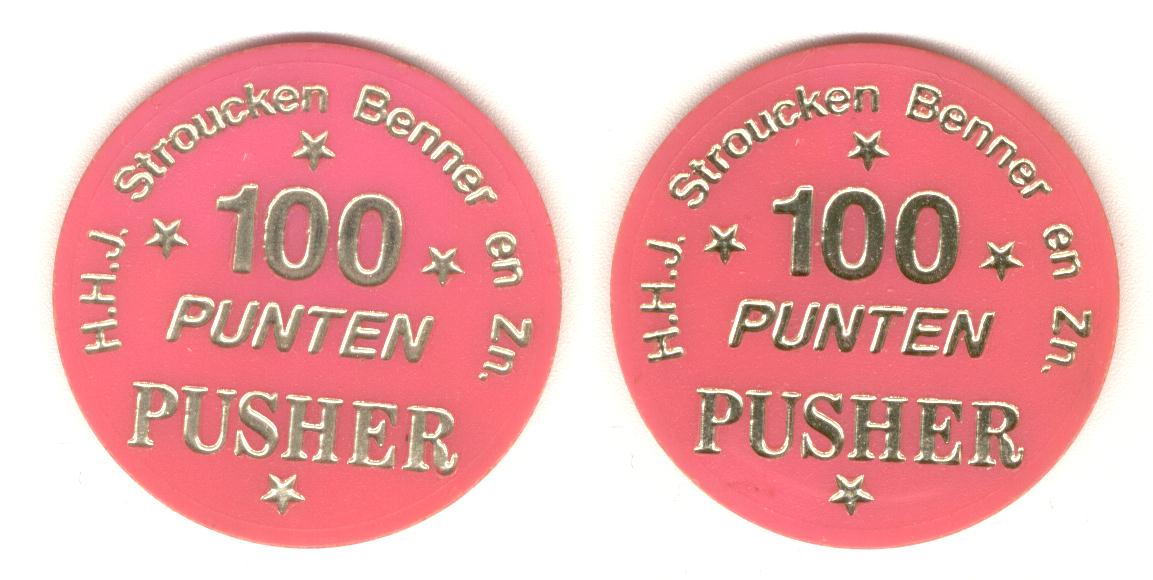 H.H.J. Stroucken Benner en Zn.
100
PUNTEN
PUSHER
H.H.J. Stroucken Benner en Zn.
100
PUNTEN
PUSHER